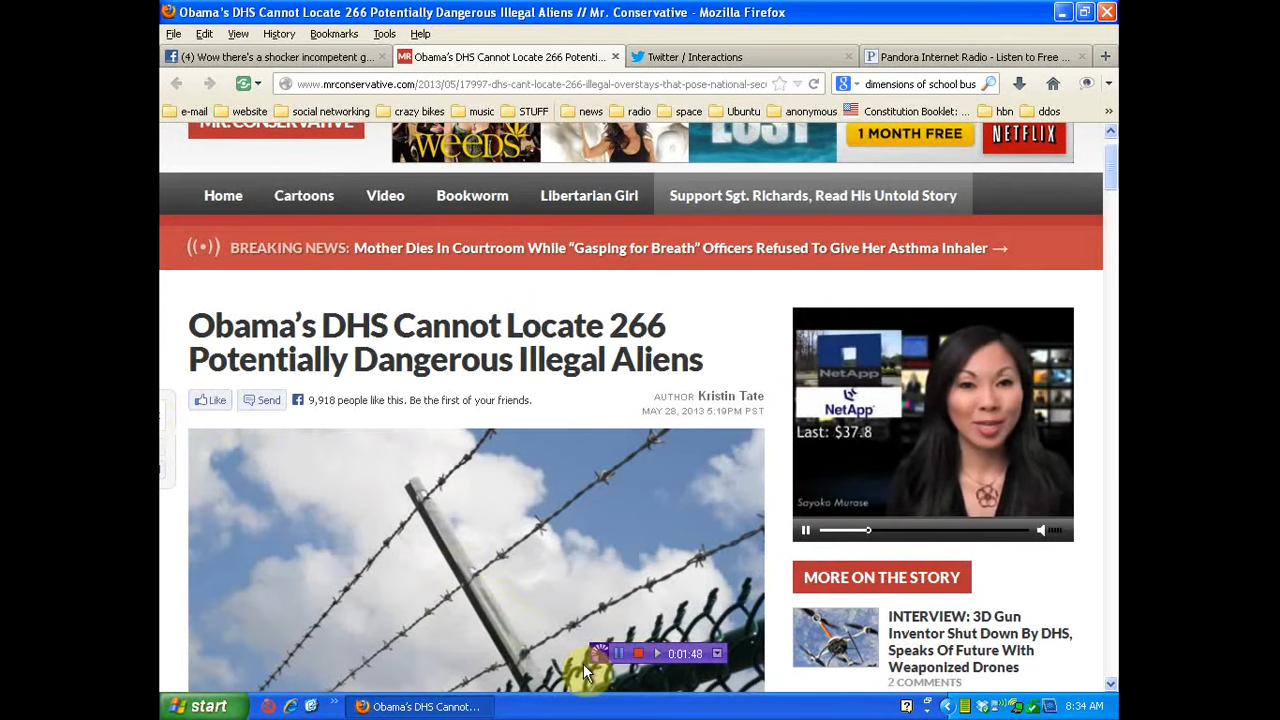 Obama's DHS Cannot Locate 266 Potentially Dangerous Illegal Aliens // Mr. Conservative - Mozilla Firefox
File Edit View History Bookmarks Tools Help
(4) Wow there's a shocker incompetent g...
MR Obama's DHS Cannot Locate 266 Potenti...
Twitter / Interactions
Pandora Internet Radio - Listen to Free ...
www.mrconservative.com/2013/05/17997-dhs-cant-locate-266-illegal-overstays-that-pose-national-sec
dimensions of school bus
e-mail website social networking crazy bikes music STUFF news radio space Ubuntu anonymous Constitution Booklet:... hbn ddos »
MR. CONSERVATIVE
WEEDS
LOST
1 MONTH FREE
NETFLIX
Home Cartoons Video Bookworm Libertarian Girl Support Sgt. Richards, Read His Untold Story
BREAKING NEWS: Mother Dies In Courtroom While “Gasping for Breath” Officers Refused To Give Her Asthma Inhaler →
Obama’s DHS Cannot Locate 266
Potentially Dangerous Illegal Aliens
Like Send 9,918 people like this. Be the first of your friends.
AUTHOR Kristin Tate
MAY 28, 2013 5:19PM PST
NetApp
NetApp
Last: $37.8
Sayoko Murase
MORE ON THE STORY
INTERVIEW: 3D Gun
Inventor Shut Down By DHS,
Speaks Of Future With
Weaponized Drones
2 COMMENTS
0:01:48
start
»
Obama's DHS Cannot...
8:34 AM